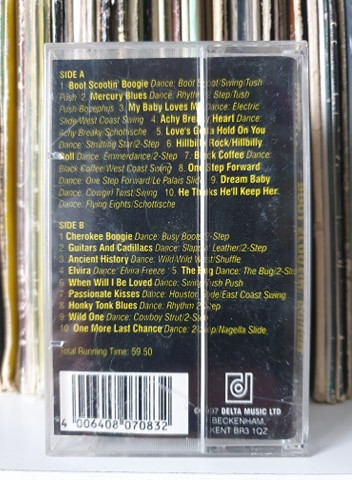 SIDE A
1. Boot Scootin' Boogie Dance: Boot Scoot/Swing/Tush
Push 2. Mercury Blues Dance: Rhythm 2-Step/Tush
Push Bocephus 3. My Baby Loves Me Dance: Electric
Slide/West Coast Swing 4. Achy Breaky Heart Dance:
Achy Breaky/Schottische 5. Love's Gotta Hold On You
Dance: Strutting Star/2-Step 6. Hillbilly Rock/Hillbilly
Roll Dance: Emmerdance/2-Step 7. Black Coffee Dance:
Black Coffee/West Coast Swing 8. One Step Forward
Dance: One Step Forward/Le Palais Slide 9. Dream Baby
Dance: Cowgirl Twist/Swing 10. He Thinks He'll Keep Her
Dance: Flying Eights/Schottische
SIDE B
1. Cherokee Boogie Dance: Busy Boots/2-Step
2. Guitars And Cadillacs Dance: Slappin' Leather/2-Step
3. Ancient History Dance: Wild Wild West/Shuffle
4. Elvira Dance: Elvira Freeze 5. The Bug Dance: The Bug/2-Step
6. When Will I Be Loved Dance: Swing/Tush Push
7. Passionate Kisses Dance: Houston Slide/East Coast Swing
8. Honky Tonk Blues Dance: Rhythm 2-Step
9. Wild One Dance: Cowboy Strut/2-Step
10. One More Last Chance Dance: 2-Step/Nagella Slide
Total Running Time: 59.50
4 006408 070832
© 1997 DELTA MUSIC LTD
BECKENHAM,
KENT BR3 1QZ